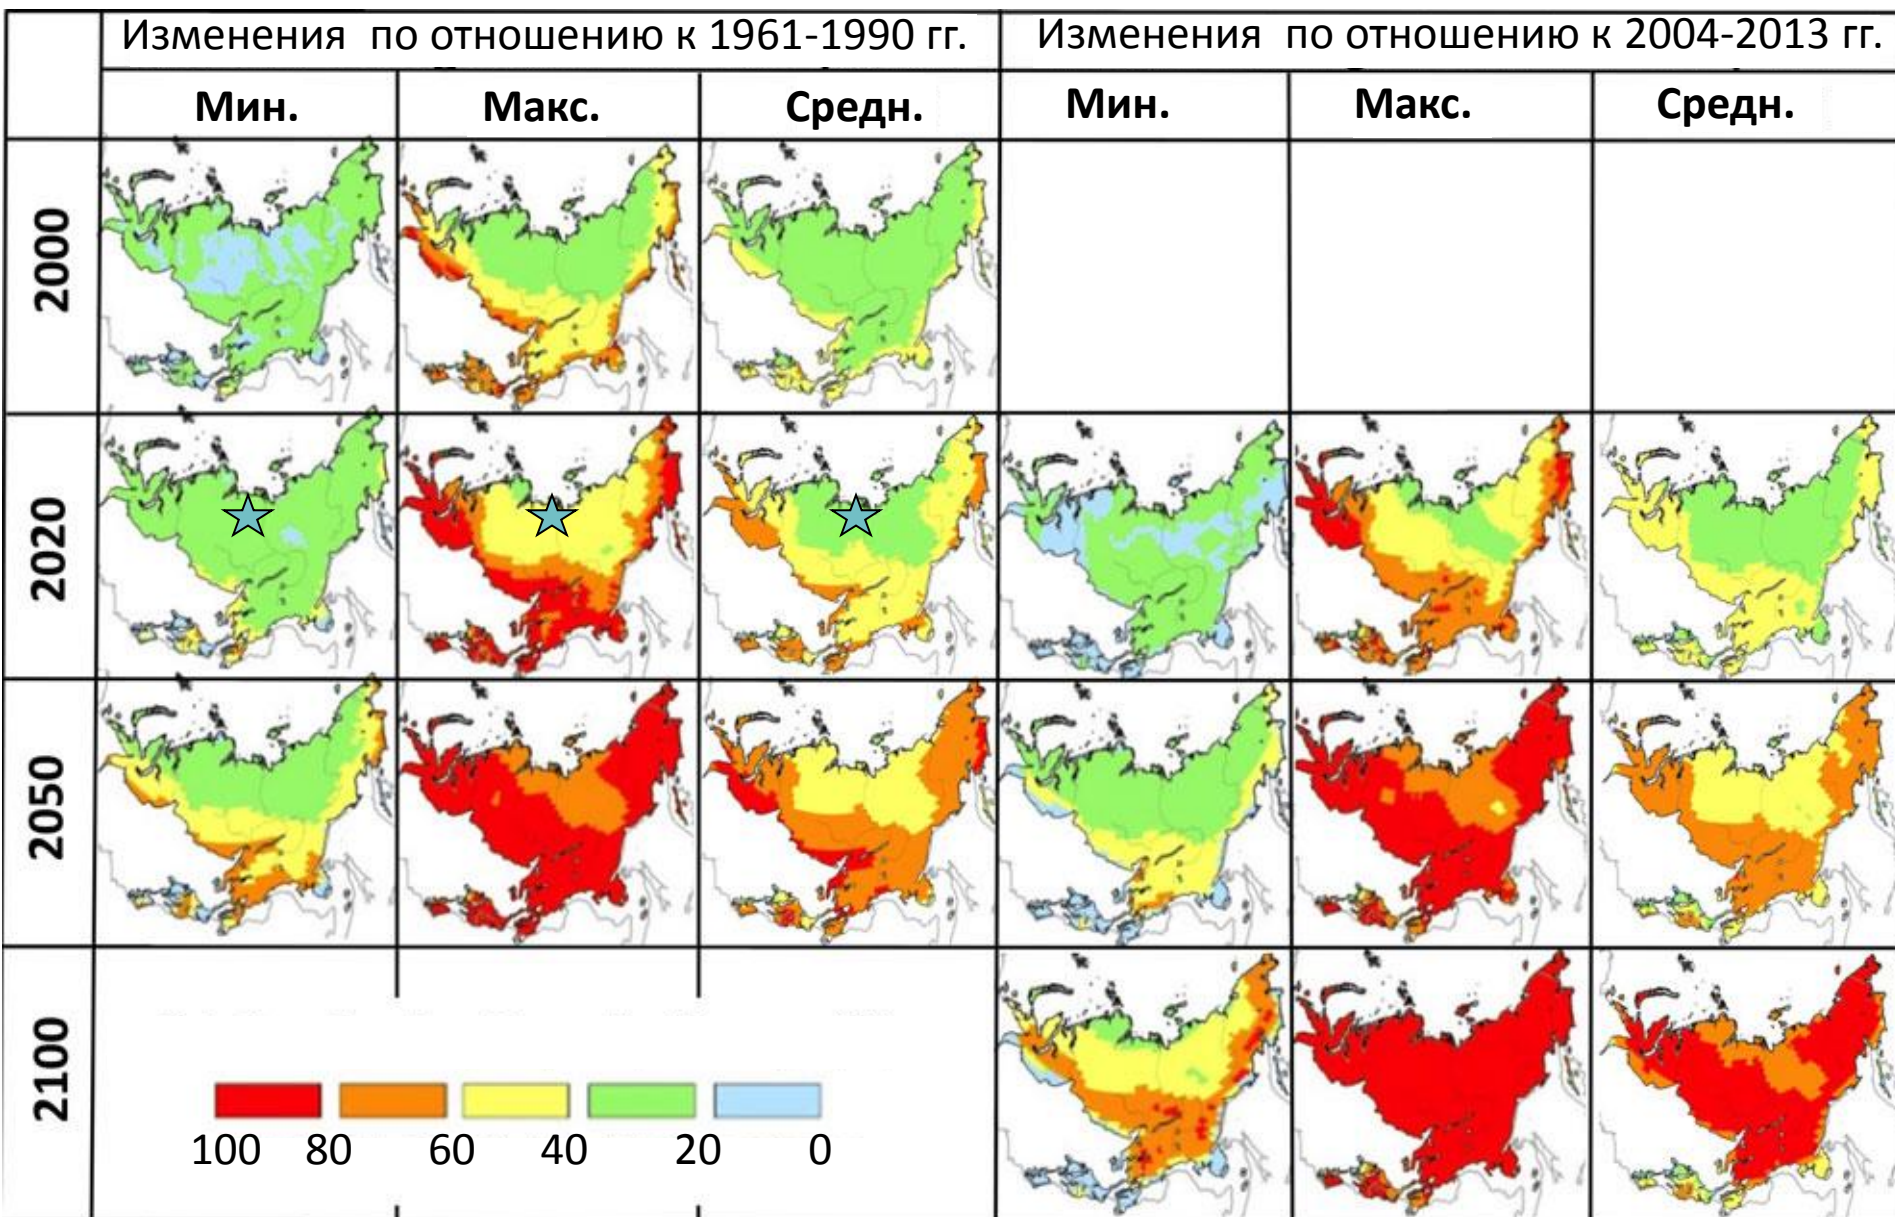 Изменения по отношению к 1961-1990 гг.
Изменения по отношению к 2004-2013 гг.
Мин. Макс. Средн. Мин. Макс. Средн.
2000
2020
2050
2100
100 80 60 40 20 0